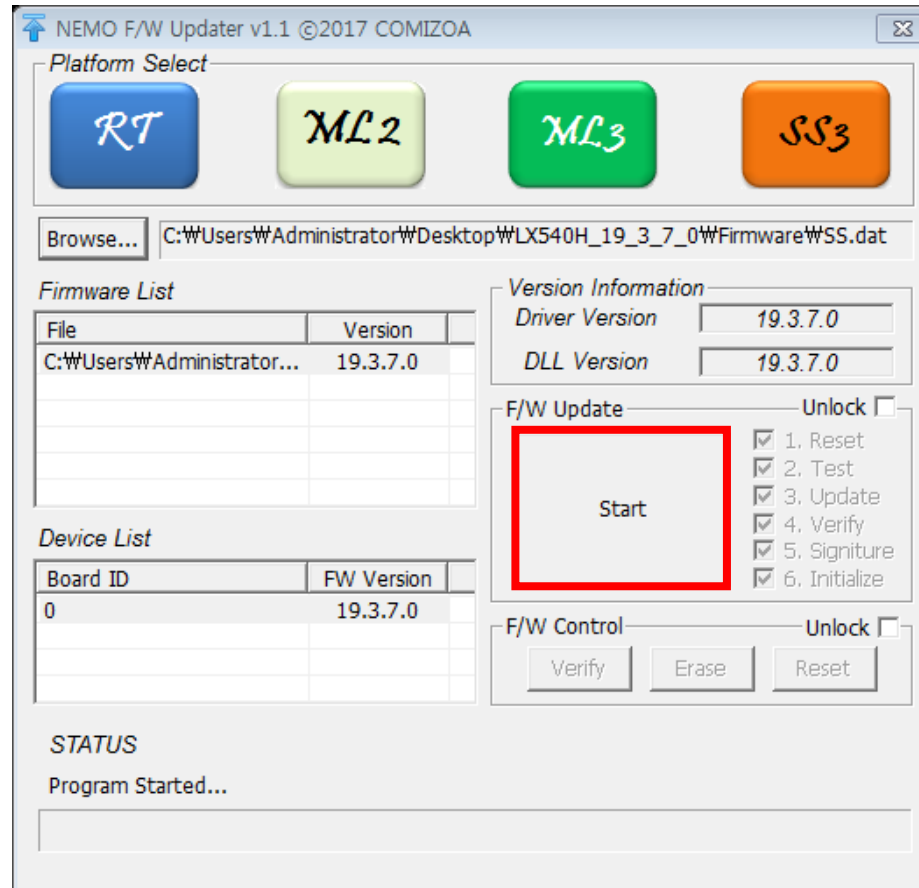 NEMO F/W Updater v1.1 ©2017 COMIZOA
Platform Select
RT
ML2
ML3
SS3
Browse...
C:₩Users₩Administrator₩Desktop₩LX540H_19_3_7_0₩Firmware₩SS.dat
Firmware List
File Version
C:₩Users₩Administrator... 19.3.7.0
Version Information
Driver Version 19.3.7.0
DLL Version 19.3.7.0
F/W Update Unlock
Start
1. Reset
2. Test
3. Update
4. Verify
5. Signiture
6. Initialize
Device List
Board ID FW Version
0 19.3.7.0
F/W Control Unlock
Verify Erase Reset
STATUS
Program Started...